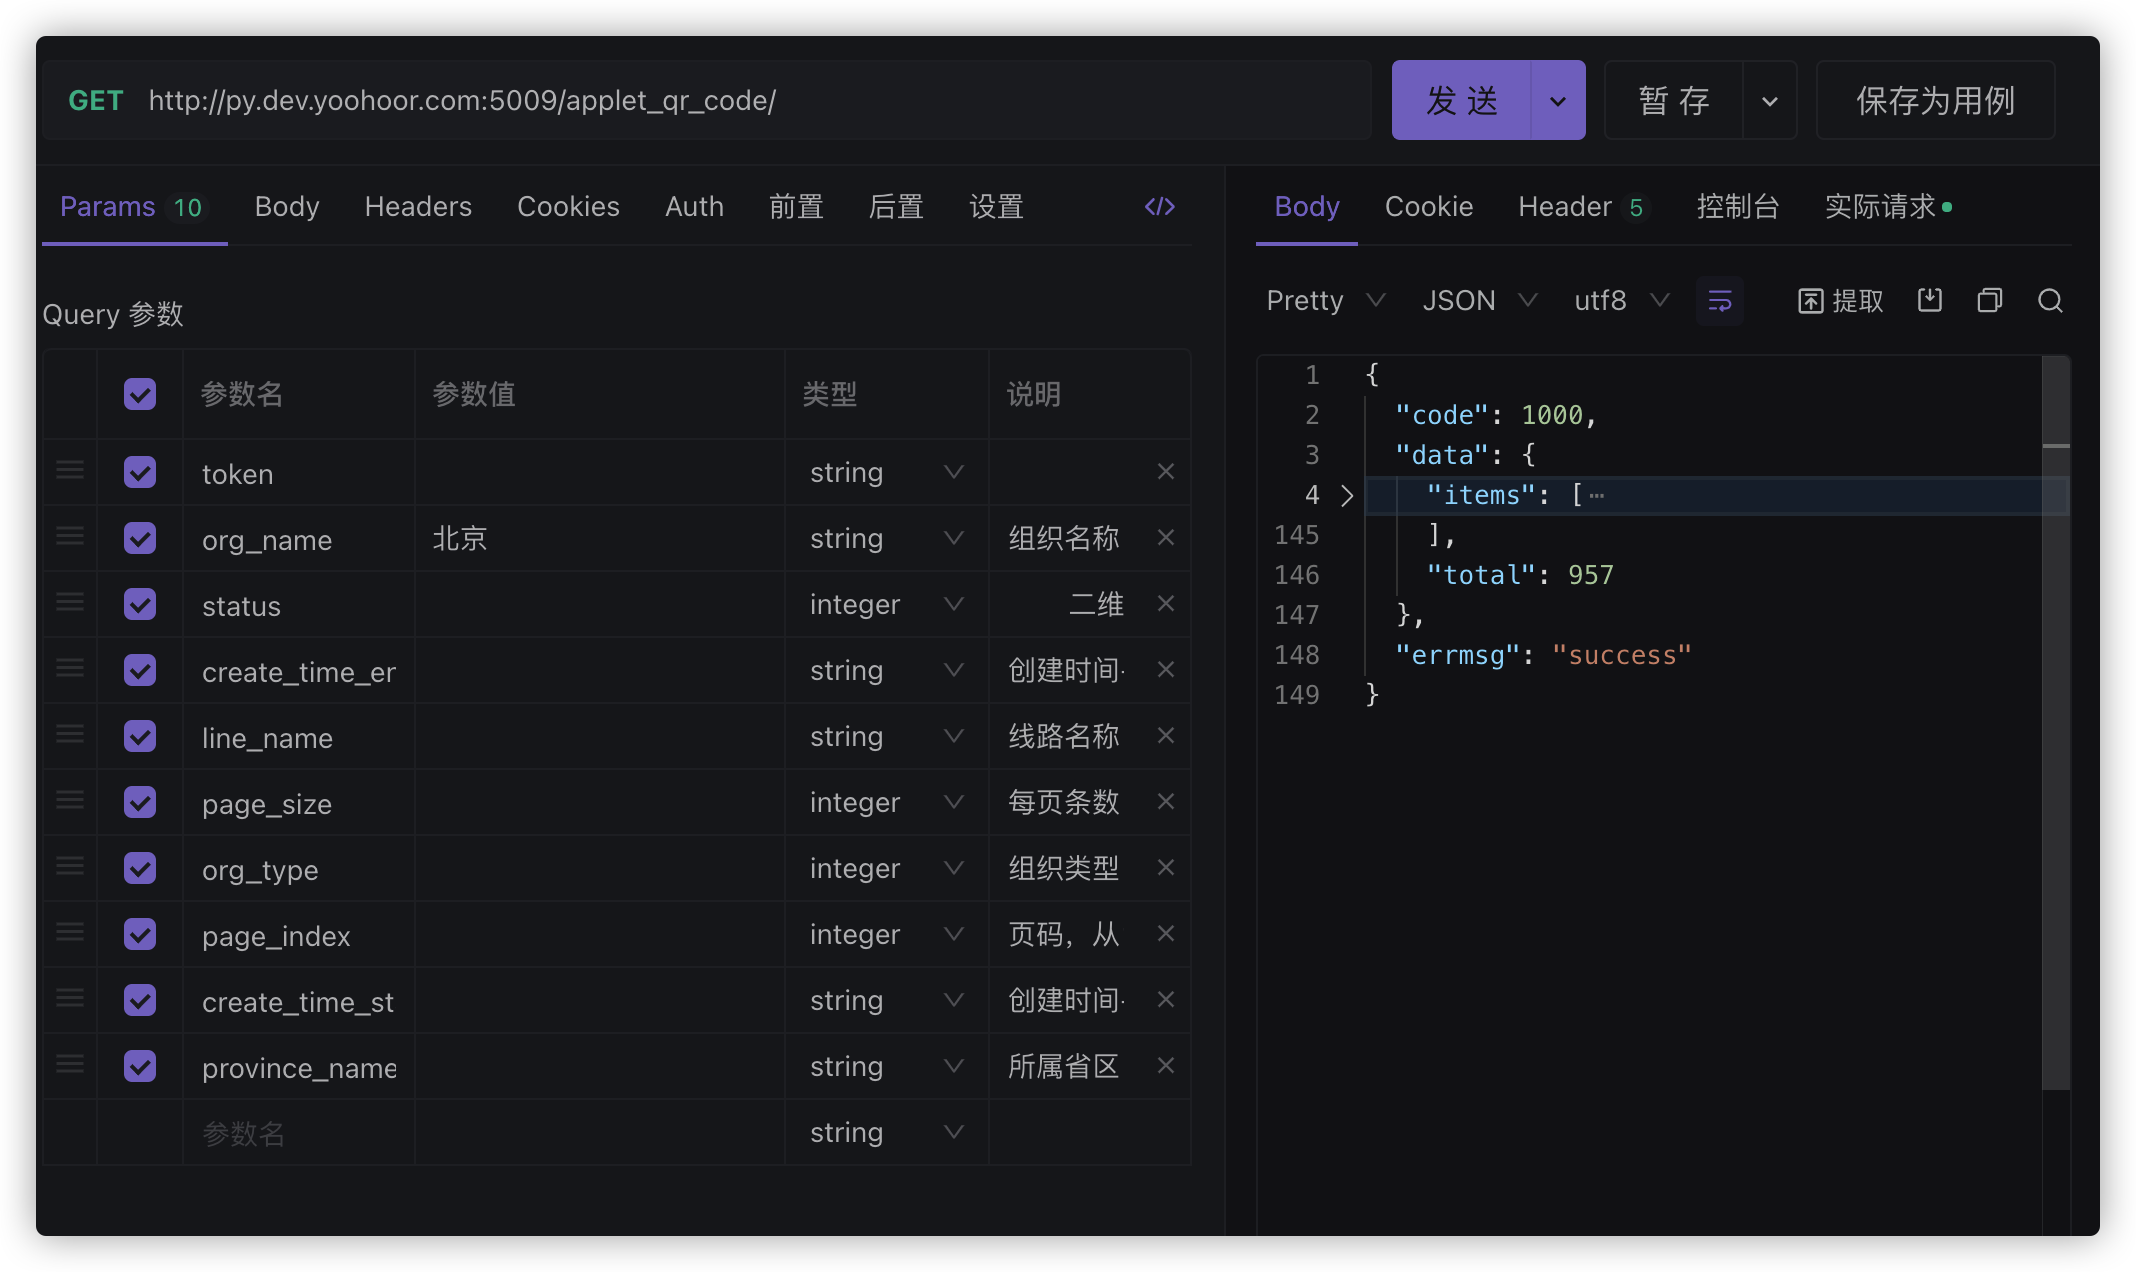 GET http://py.dev.yoohoor.com:5009/applet_qr_code/ 发 送 暂 存 保存为用例
Params 10 Body Headers Cookies Auth 前置 后置 设置 </>
Query 参数
参数名 参数值 类型 说明
token string
org_name 北京 string 组织名称
status integer 二维
create_time_er string 创建时间
line_name string 线路名称
page_size integer 每页条数
org_type integer 组织类型
page_index integer 页码，从
create_time_st string 创建时间
province_name string 所属省区
参数名 string
Body Cookie Header 5 控制台 实际请求
Pretty JSON utf8 提取
1 {
2 "code": 1000,
3 "data": {
4 "items": [⋯
145 ],
146 "total": 957
147 },
148 "errmsg": "success"
149 }